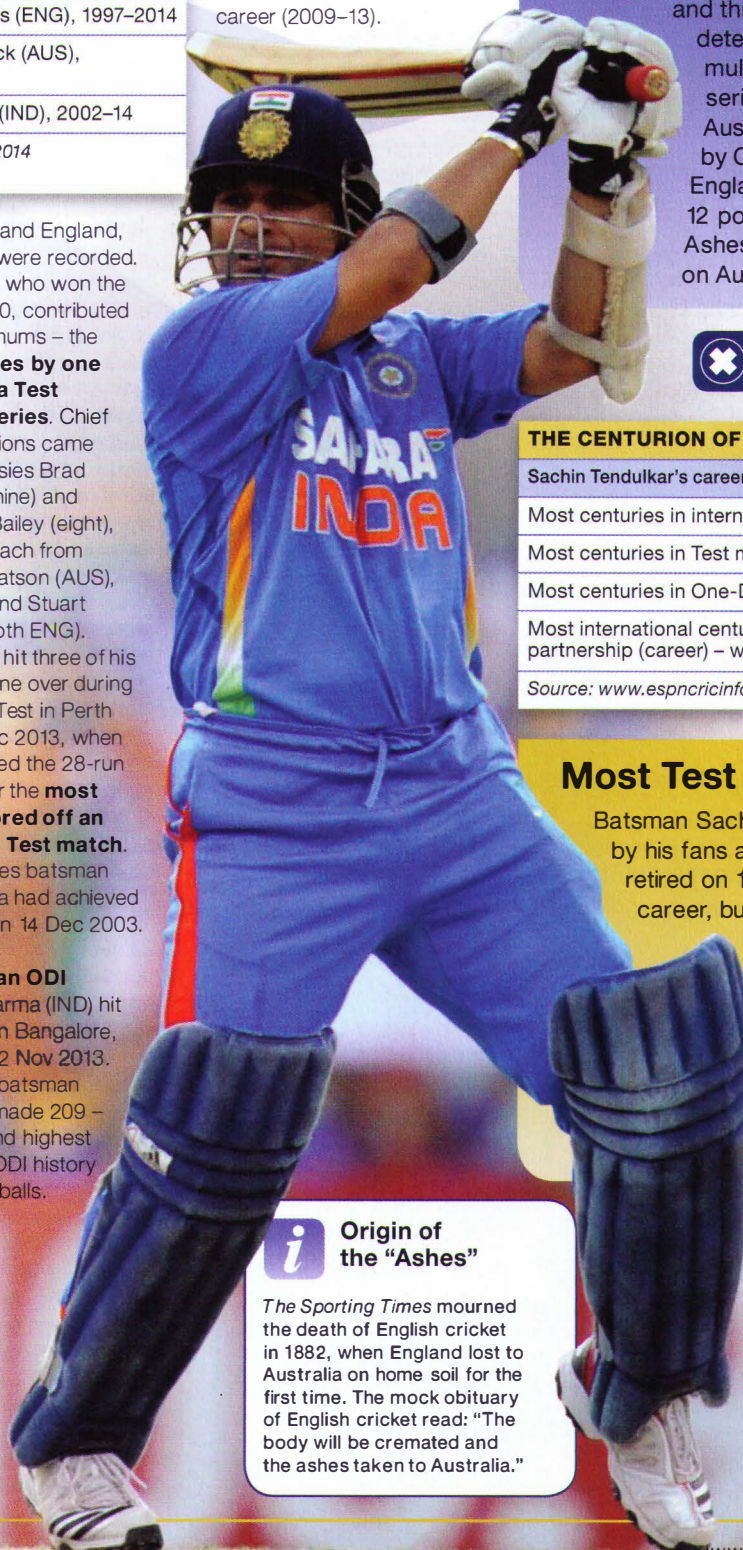 s (ENG), 1997–2014
ck (AUS),
(IND), 2002–14
2014
and England,
were recorded.
who won the
0, contributed
nums – the
es by one
a Test
eries. Chief
ions came
sies Brad
nine) and
Bailey (eight),
each from
atson (AUS),
nd Stuart
oth ENG).
hit three of his
ne over during
Test in Perth
c 2013, when
ed the 28-run
r the most
ored off an
Test match.
es batsman
a had achieved
n 14 Dec 2003.
an ODI
arma (IND) hit
n Bangalore,
2 Nov 2013.
batsman
made 209 –
nd highest
ODI history
balls.
career (2009–13).
SAHARA
INDIA
i
Origin of
the “Ashes”
The Sporting Times mourned
the death of English cricket
in 1882, when England lost to
Australia on home soil for the
first time. The mock obituary
of English cricket read: “The
body will be cremated and
the ashes taken to Australia.”
and thr
dete
mul
seri
Aus
by C
Engla
12 po
Ashes
on Au
THE CENTURION OF
Sachin Tendulkar’s career
Most centuries in intern
Most centuries in Test m
Most centuries in One-D
Most international centu
partnership (career) – w
Source: www.espncricinfo
Most Test
Batsman Sach
by his fans a
retired on 1
career, bu